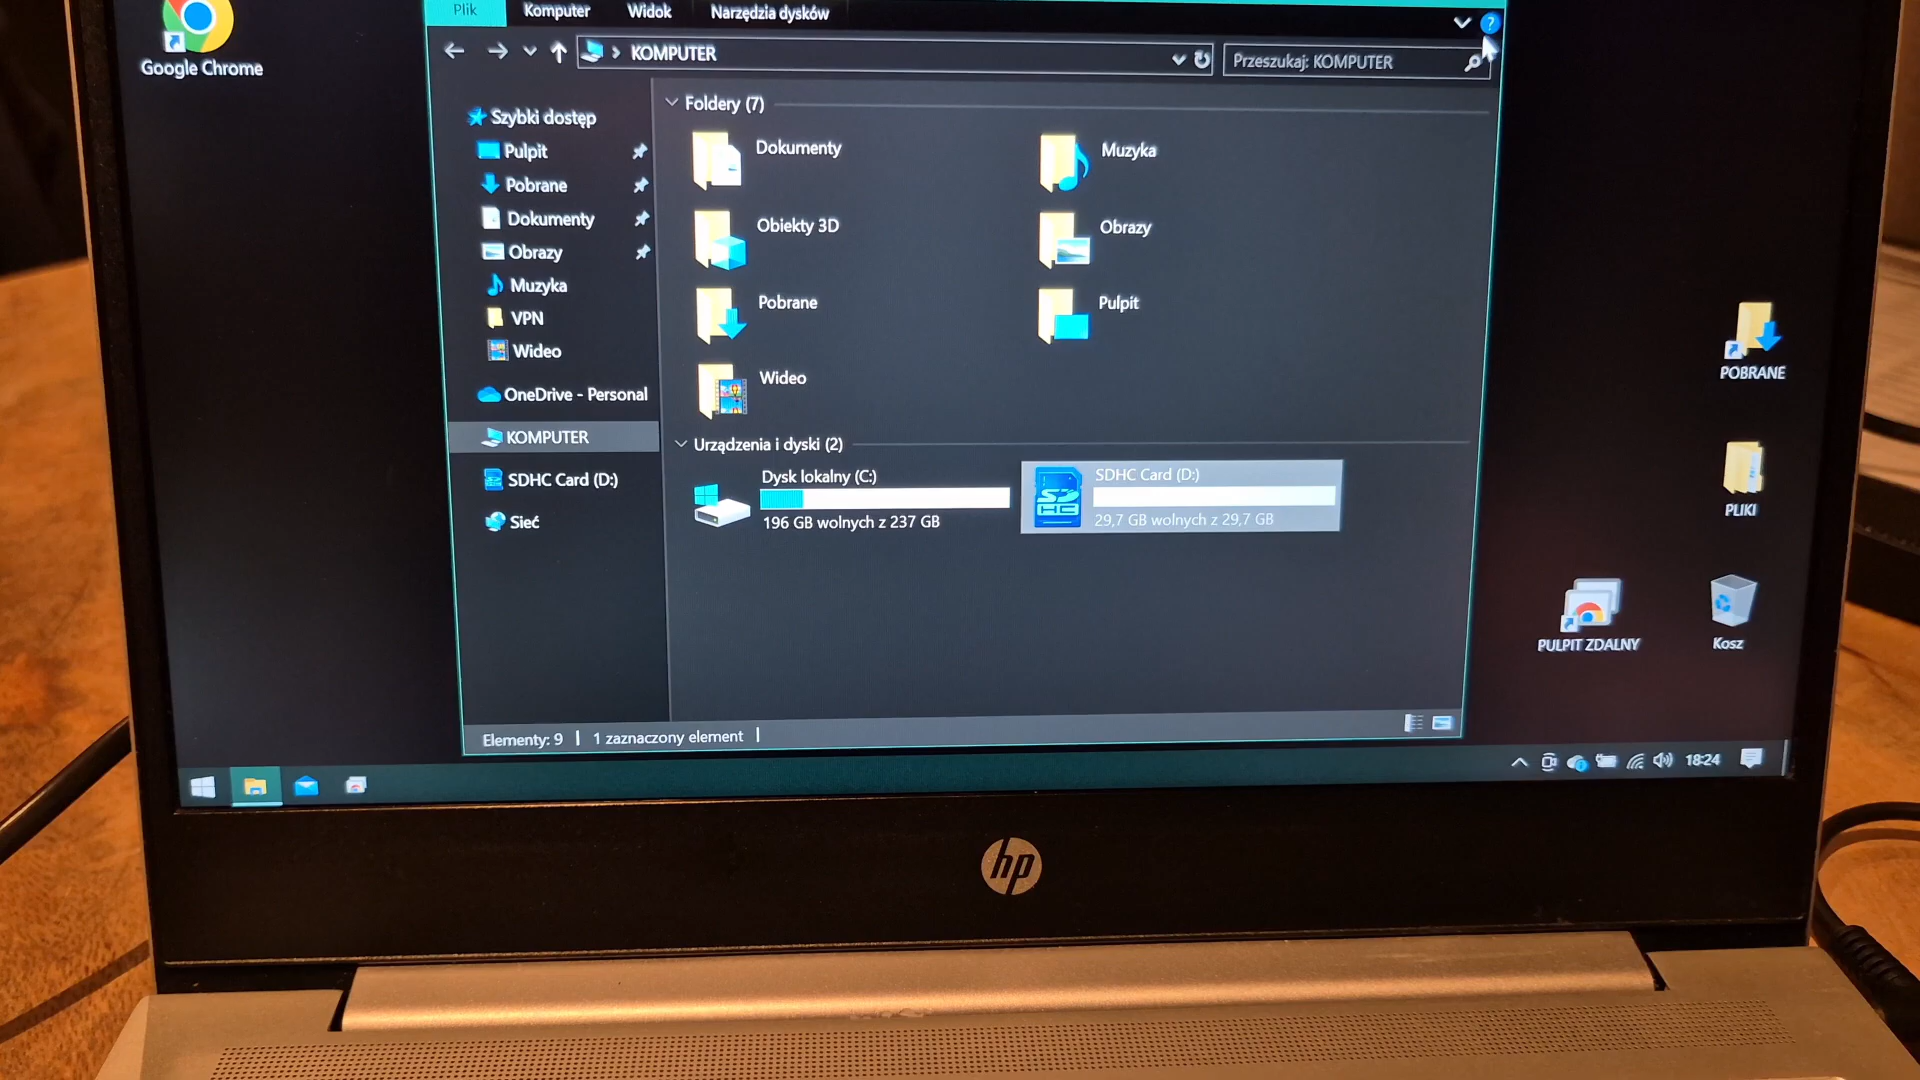 Google Chrome
Plik
Komputer
Widok
Narzędzia dysków
?
KOMPUTER
Przeszukaj: KOMPUTER
Szybki dostęp
Pulpit
Pobrane
Dokumenty
Obrazy
Muzyka
VPN
Wideo
OneDrive - Personal
KOMPUTER
SDHC Card (D:)
Sieć
Foldery (7)
Dokumenty
Muzyka
Obiekty 3D
Obrazy
Pobrane
Pulpit
Wideo
Urządzenia i dyski (2)
Dysk lokalny (C:)
196 GB wolnych z 237 GB
SD HC
SDHC Card (D:)
29,7 GB wolnych z 29,7 GB
Elementy: 9
1 zaznaczony element
POBRANE
PLIKI
PULPIT ZDALNY
Kosz
18:24
hp